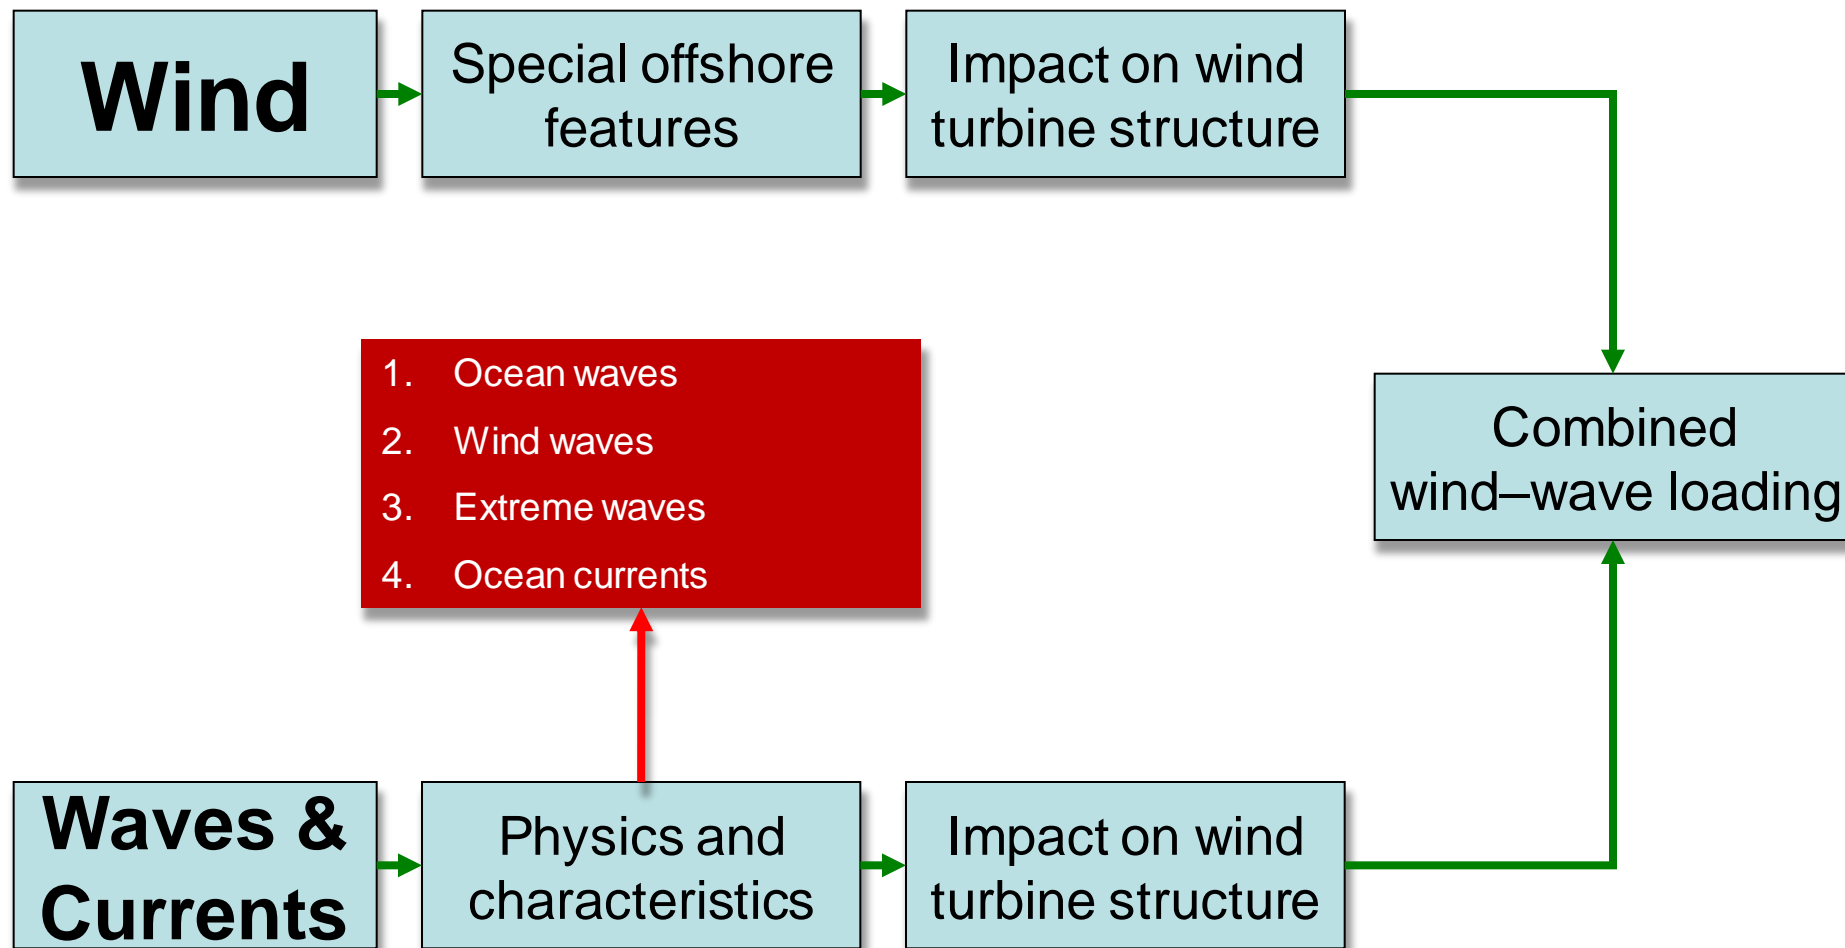 Wind
Special offshore
features
Impact on wind
turbine structure
1. Ocean waves
2. Wind waves
3. Extreme waves
4. Ocean currents
Combined
wind–wave loading
Waves &
Currents
Physics and
characteristics
Impact on wind
turbine structure